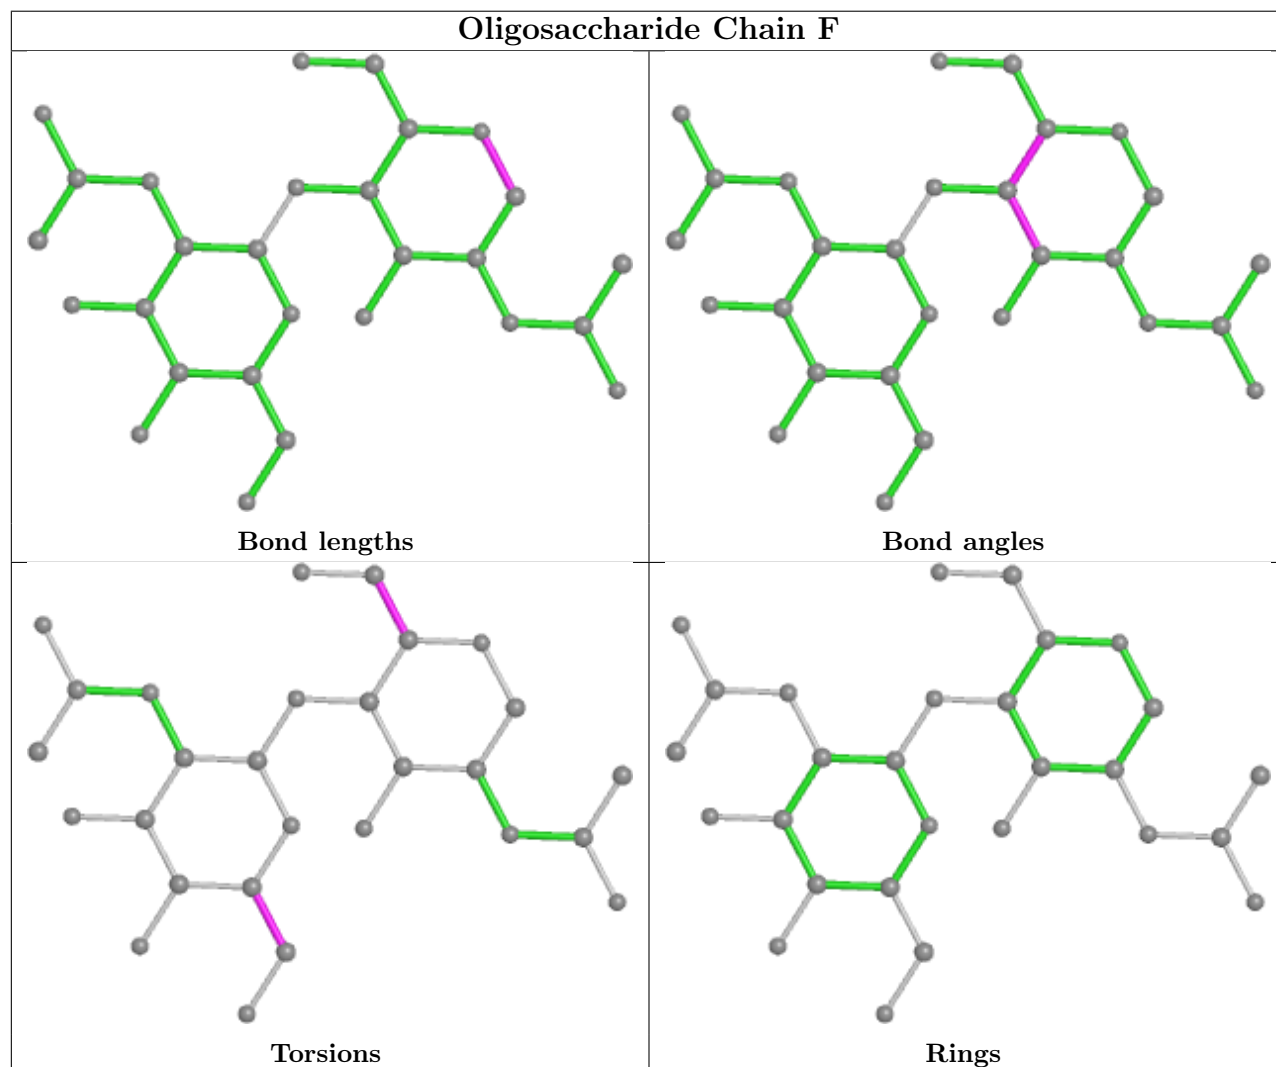 Oligosaccharide Chain F
Bond lengths
Bond angles
Torsions
Rings